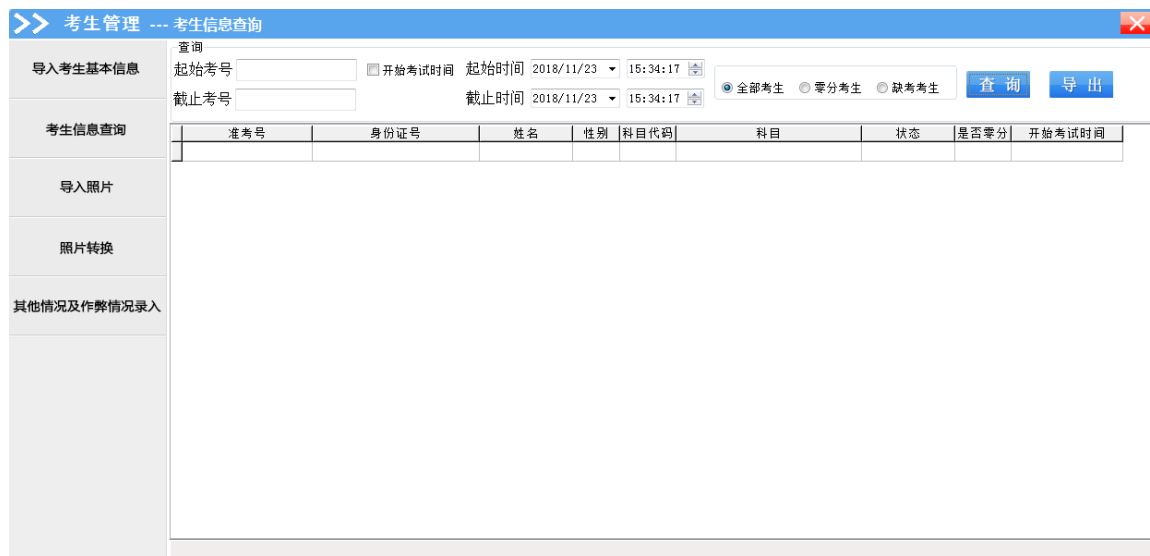 >> 考生管理 --- 考生信息查询
导入考生基本信息
考生信息查询
导入照片
照片转换
其他情况及作弊情况录入
查询
起始考号 开始考试时间 起始时间 2018/11/23 15:34:17
截止考号 截止时间 2018/11/23 15:34:17
全部考生 零分考生 缺考考生 查 询 导 出
准考号 身份证号 姓名 性别 科目代码 科目 状态 是否零分 开始考试时间